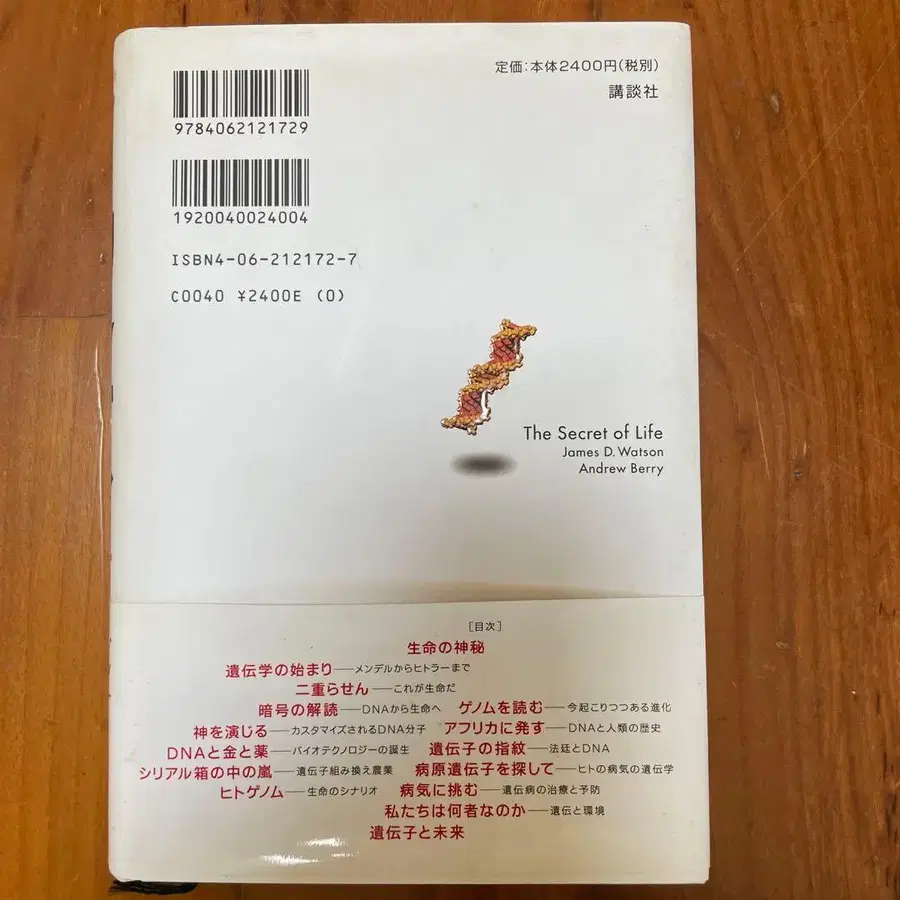 定価:本体2400円(税別)
講談社
9784062121729
1920040024004
ISBN4-06-212172-7
C0040 ¥2400E (0)
The Secret of Life
James D. Watson
Andrew Berry
[目次]
生命の神秘
遺伝学の始まり──メンデルからヒトラーまで
二重らせん──これが生命だ
暗号の解読──DNAから生命へ ゲノムを読む──今起こりつつある進化
神を演じる──カスタマイズされるDNA分子 アフリカに発す──DNAと人類の歴史
DNAと金と薬──バイオテクノロジーの誕生 遺伝子の指紋──法廷とDNA
シリアル箱の中の嵐──遺伝子組み換え農業 病原遺伝子を探して──ヒトの病気の遺伝学
ヒトゲノム──生命のシナリオ 病気に挑む──遺伝病の治療と予防
私たちは何者なのか──遺伝と環境
遺伝子と未来